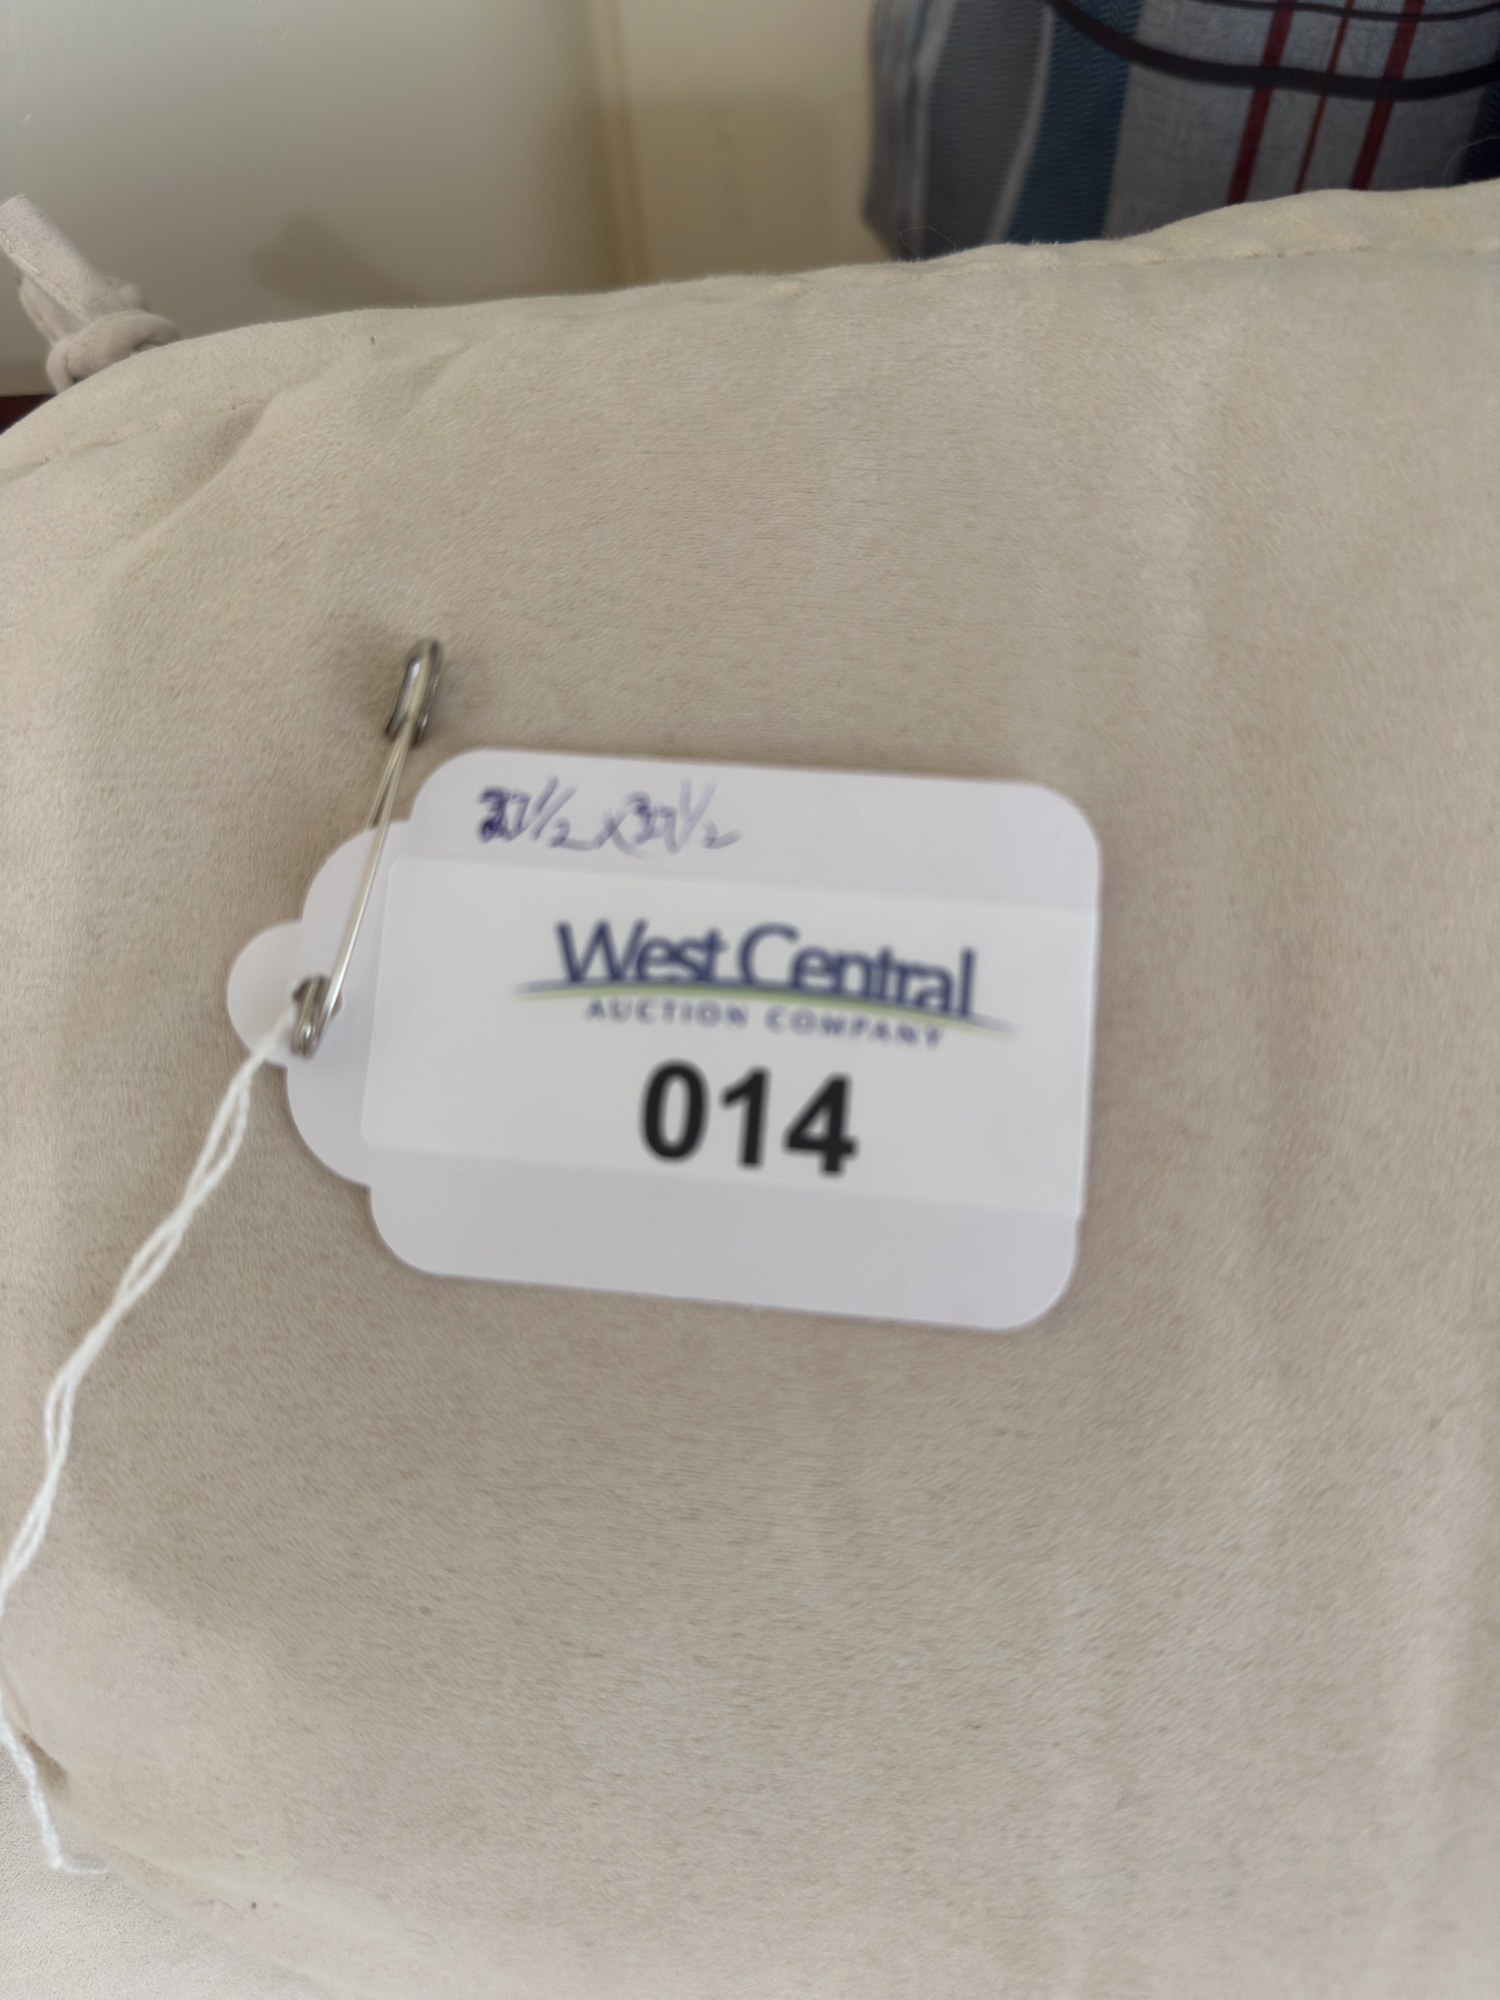 West Central
AUCTION COMPANY
014